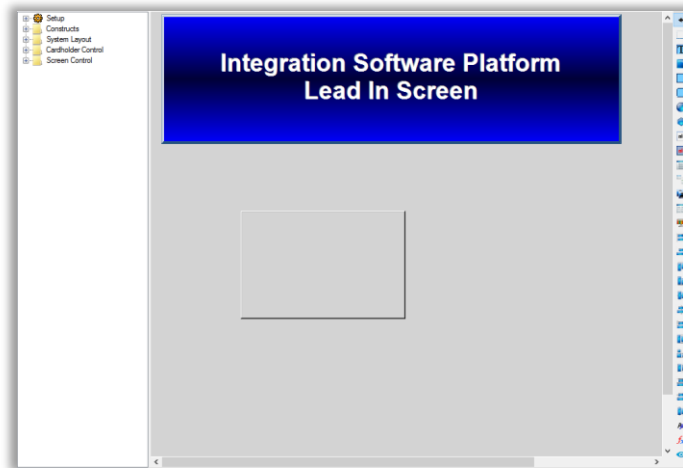 Setup
Constructs
System Layout
Cardholder Control
Screen Control
Integration Software Platform
Lead In Screen